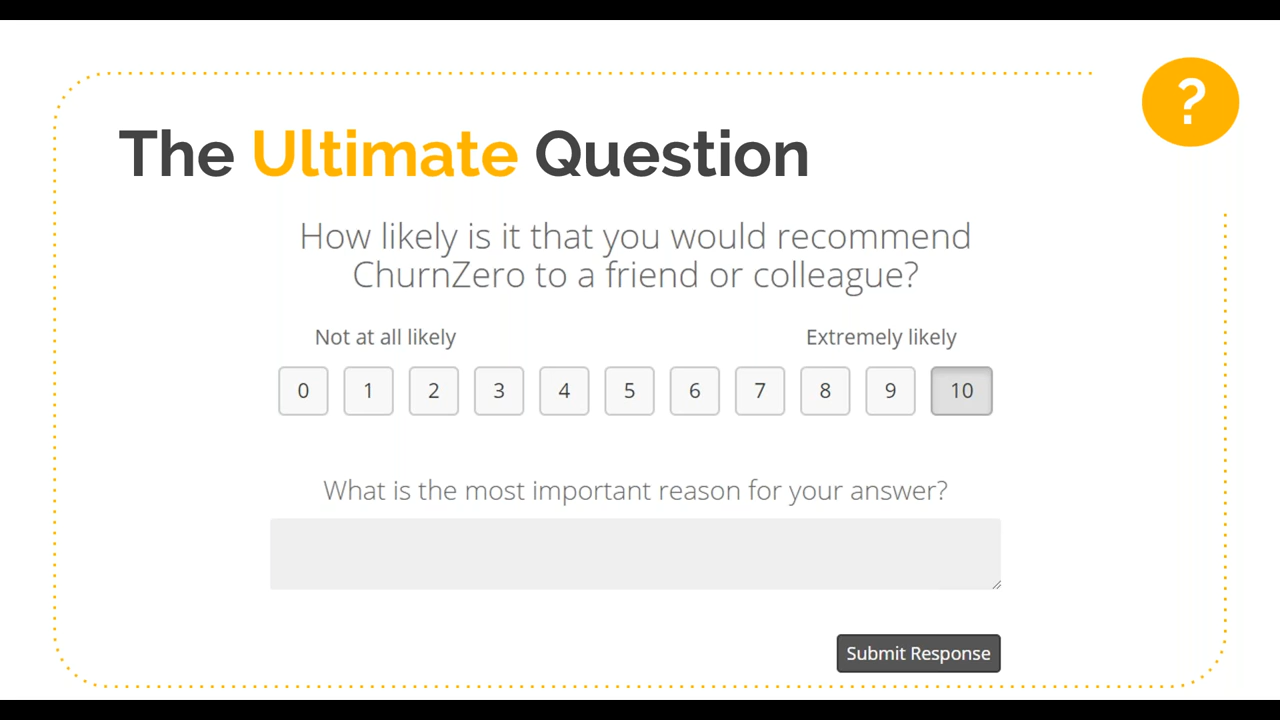 ?
The Ultimate Question
How likely is it that you would recommend
ChurnZero to a friend or colleague?
Not at all likely Extremely likely
0 1 2 3 4 5 6 7 8 9 10
What is the most important reason for your answer?
Submit Response